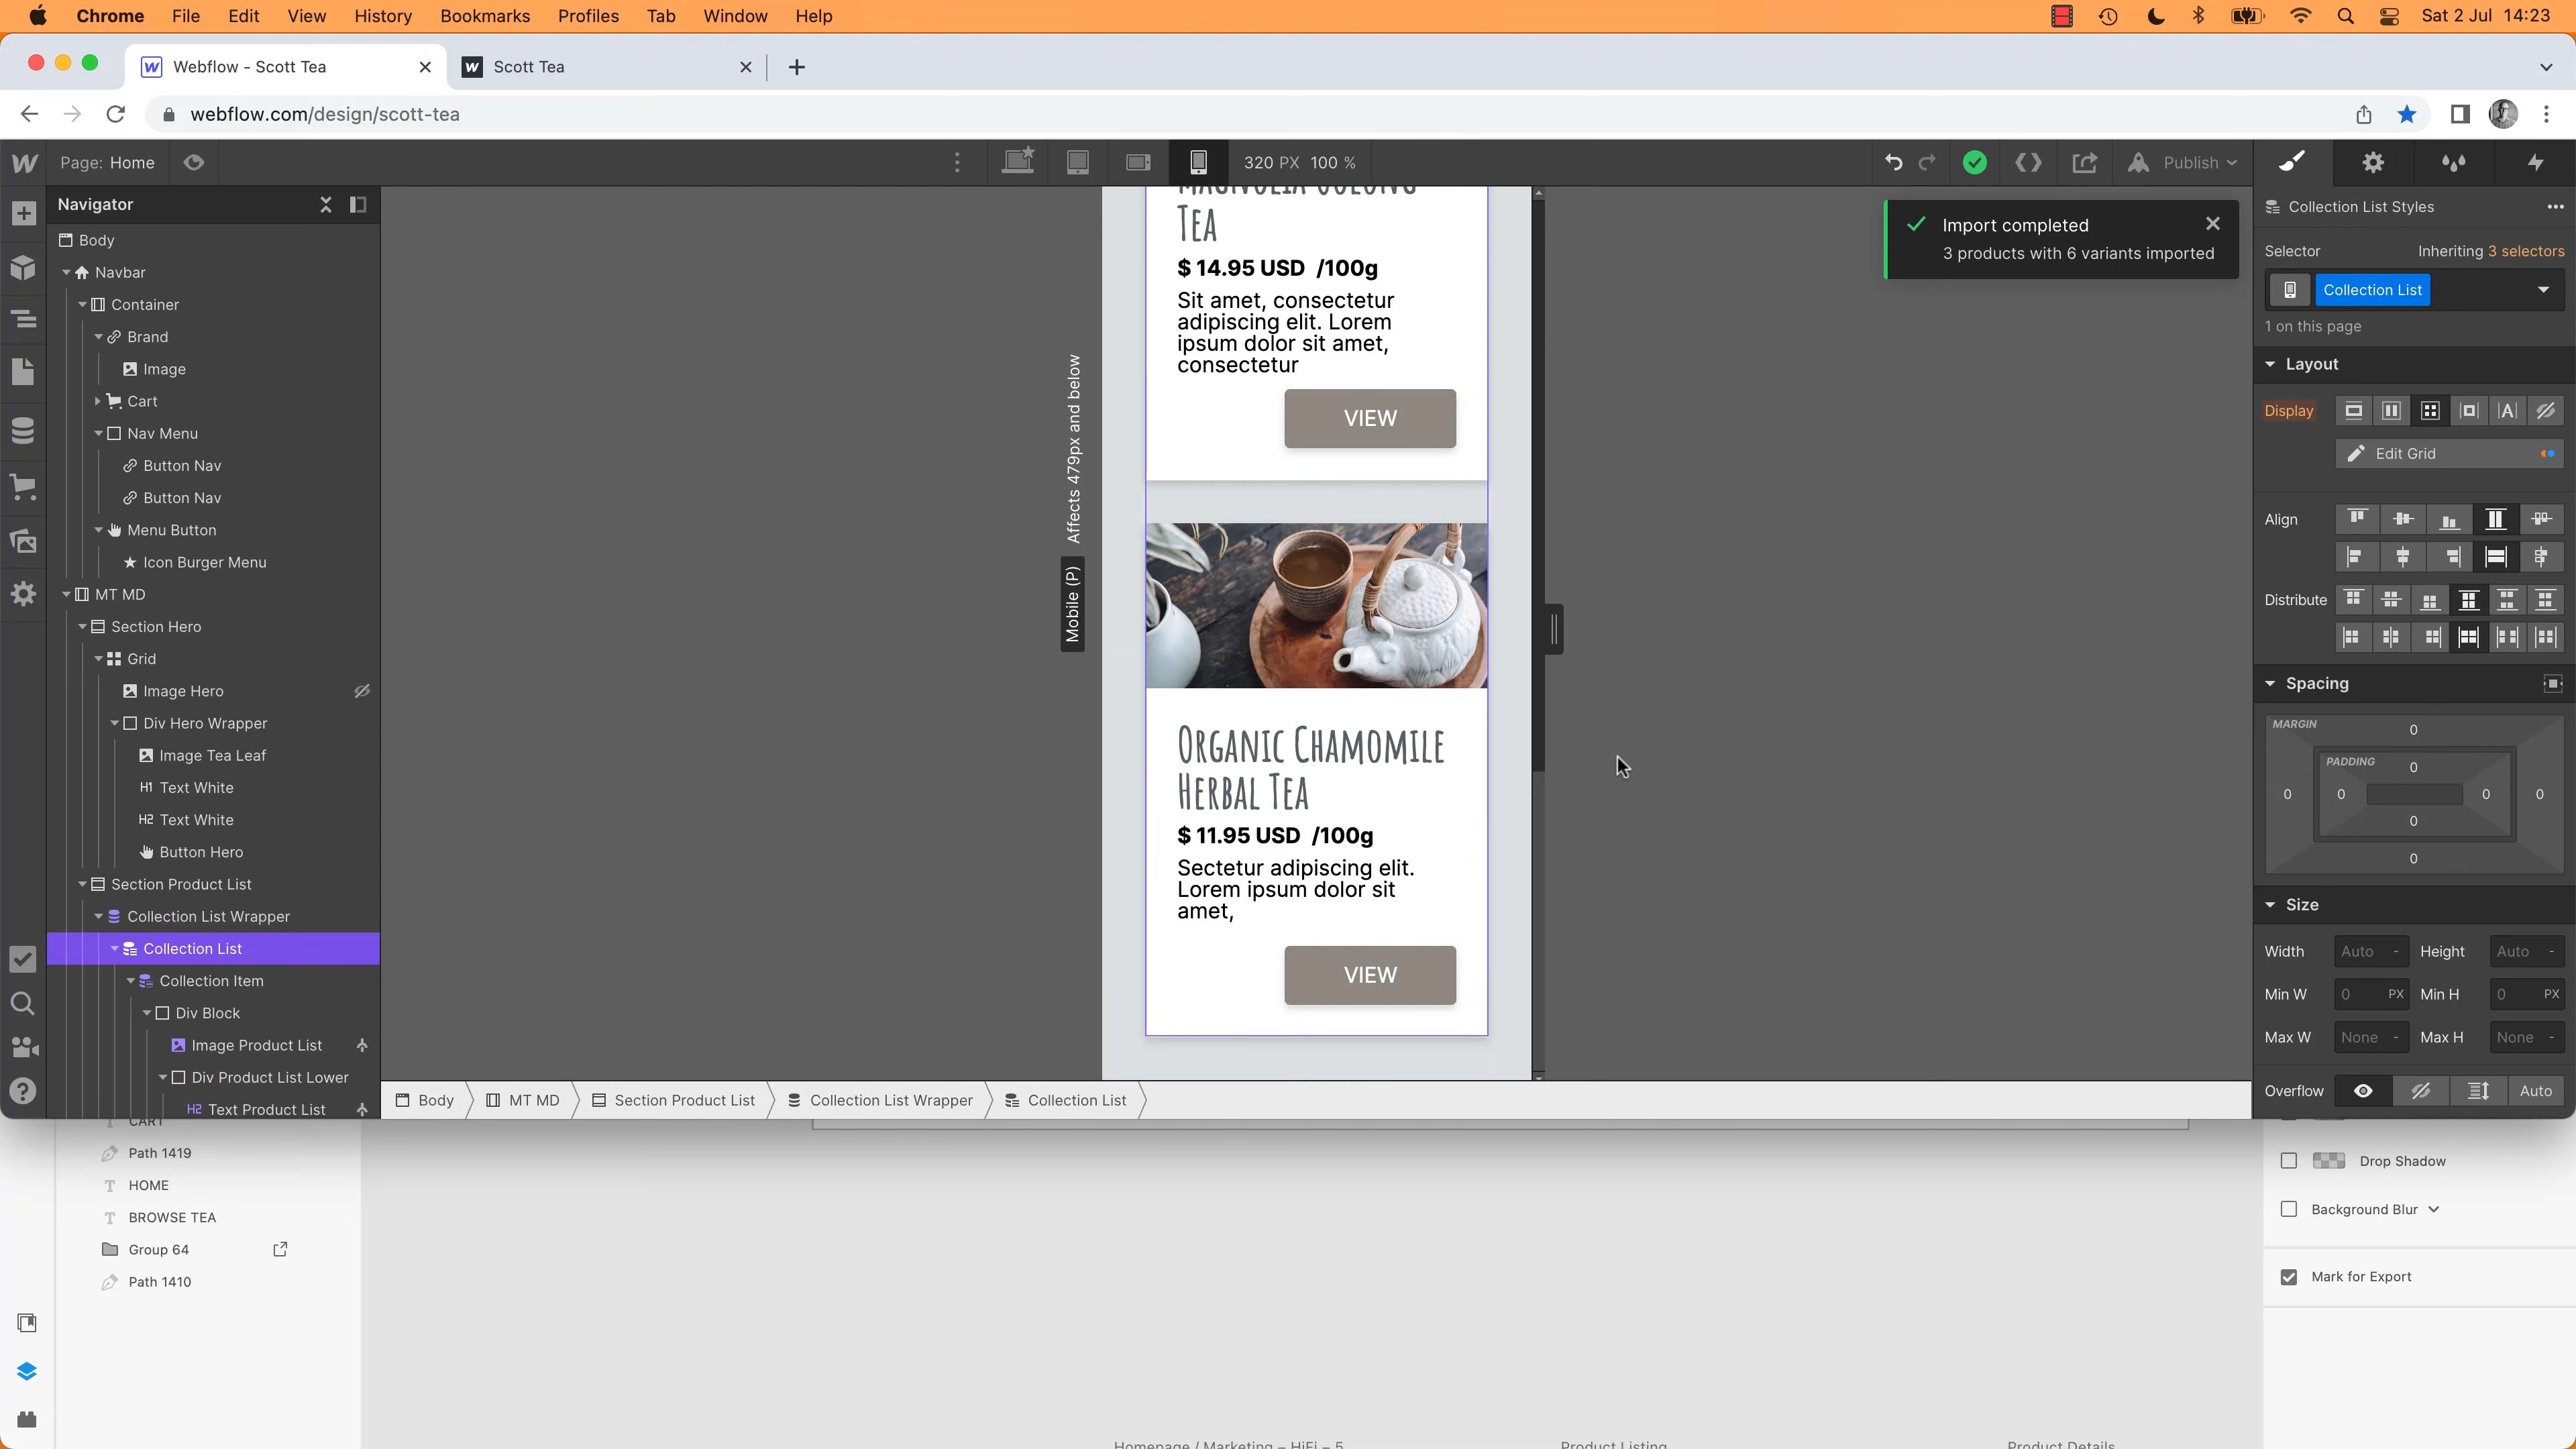 Chrome File Edit View History Bookmarks Profiles Tab Window Help Sat 2 Jul 14:23
Webflow - Scott Tea
Scott Tea
webflow.com/design/scott-tea
Page: Home
320 PX 100 %
Publish
Navigator
Body
Navbar
Container
Brand
Image
Cart
Nav Menu
Button Nav
Button Nav
Menu Button
Icon Burger Menu
MT MD
Section Hero
Grid
Image Hero
Div Hero Wrapper
Image Tea Leaf
H1 Text White
H2 Text White
Button Hero
Section Product List
Collection List Wrapper
Collection List
Collection Item
Div Block
Image Product List
Div Product List Lower
H2 Text Product List
Affects 479px and below
Mobile (P)
Magnolia Oolong
Tea
$ 14.95 USD /100g
Sit amet, consectetur
adipiscing elit. Lorem
ipsum dolor sit amet,
consectetur
VIEW
Organic Chamomile
Herbal Tea
$ 11.95 USD /100g
Sectetur adipiscing elit.
Lorem ipsum dolor sit
amet,
VIEW
Import completed
3 products with 6 variants imported
Collection List Styles
Selector Inheriting 3 selectors
Collection List
1 on this page
Layout
Display
Edit Grid
Align
Distribute
Spacing
MARGIN
0
PADDING
0
0 0 0 0
0
0
Size
Width Auto - Height Auto -
Min W 0 PX Min H 0 PX
Max W None - Max H None -
Overflow Auto
Body MT MD Section Product List Collection List Wrapper Collection List
CART
Path 1419
HOME
BROWSE TEA
Group 64
Path 1410
Drop Shadow
Background Blur
Mark for Export
Homepage / Marketing – HiFi – 5
Product Listing
Product Details